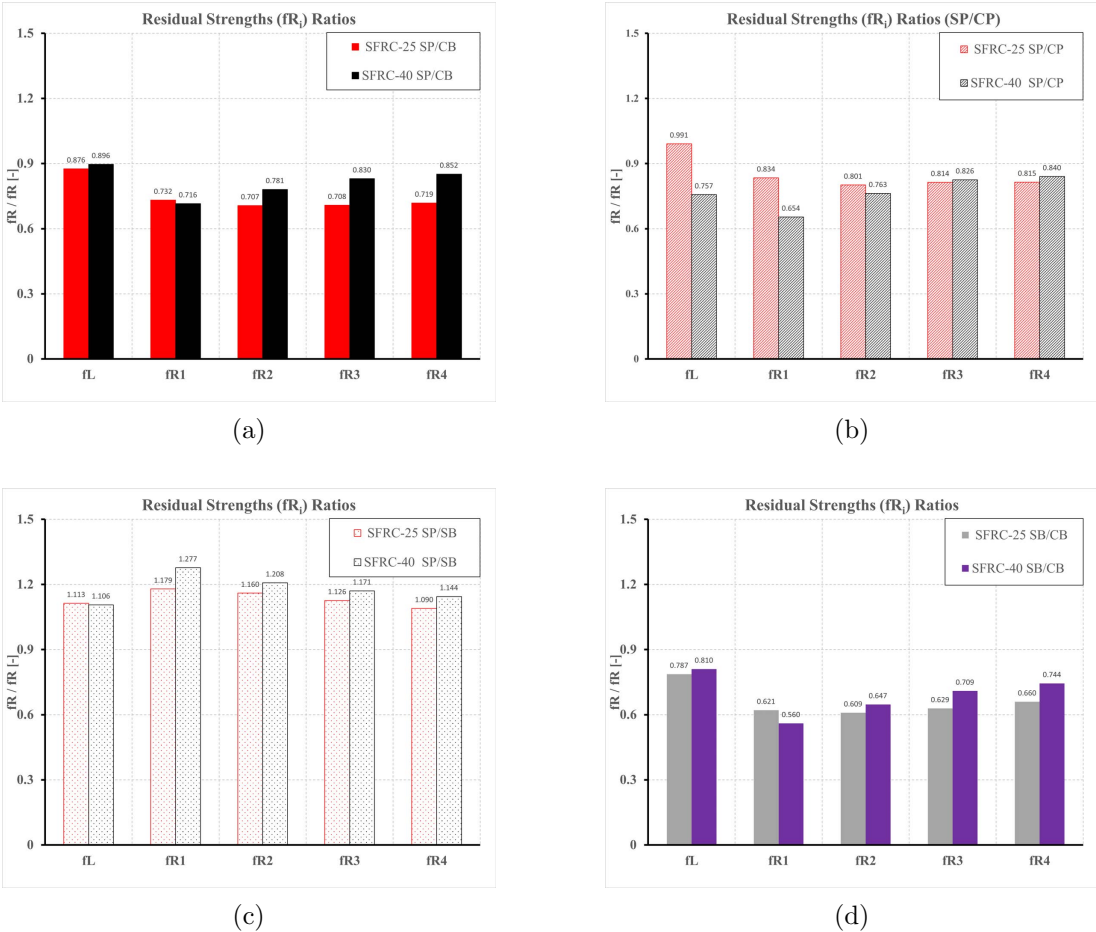 Residual Strengths (fRi) Ratios
1.5
1.2
0.9
0.6
0.3
0
fR / fR [-]
SFRC-25 SP/CB
SFRC-40 SP/CB
0.876 0.896
0.732 0.716
0.707 0.781
0.708 0.830
0.719 0.852
fL fR1 fR2 fR3 fR4
(a)
Residual Strengths (fRi) Ratios (SP/CP)
1.5
1.2
0.9
0.6
0.3
0
fR / fR [-]
SFRC-25 SP/CP
SFRC-40 SP/CP
0.991 0.757
0.834 0.654
0.801 0.763
0.814 0.826
0.815 0.840
fL fR1 fR2 fR3 fR4
(b)
Residual Strengths (fRi) Ratios
1.5
1.2
0.9
0.6
0.3
0
fR / fR [-]
SFRC-25 SP/SB
SFRC-40 SP/SB
1.113 1.106
1.179 1.277
1.160 1.208
1.126 1.171
1.090 1.144
fL fR1 fR2 fR3 fR4
(c)
Residual Strengths (fRi) Ratios
1.5
1.2
0.9
0.6
0.3
0
fR / fR [-]
SFRC-25 SB/CB
SFRC-40 SB/CB
0.787 0.810
0.621 0.560
0.609 0.647
0.629 0.709
0.660 0.744
fL fR1 fR2 fR3 fR4
(d)